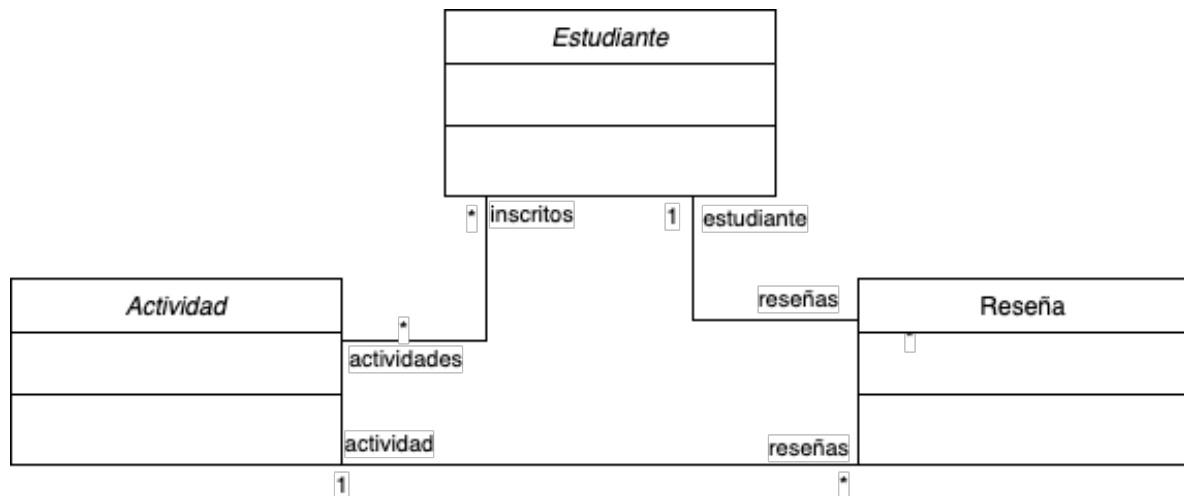 Estudiante
* inscritos 1 estudiante
Actividad
reseñas
Reseña
*
*
actividades
actividad
reseñas
1
*